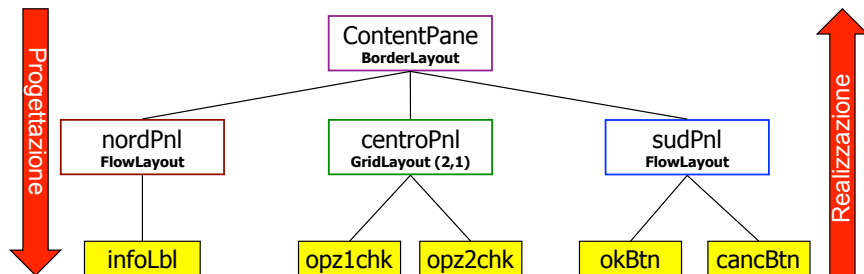 Progettazione
ContentPane
BorderLayout
Realizzazione
nordPnl
FlowLayout
centroPnl
GridLayout (2,1)
sudPnl
FlowLayout
infoLbl
opz1chk
opz2chk
okBtn
cancBtn